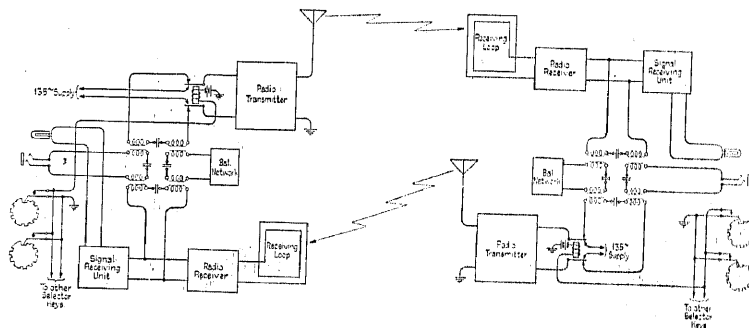 135~Supply
Radio
Transmitter
Bal.
Network
Signal-
Receiving
Unit
Radio
Receiver
Receiving
Loop
To other
Selector
Keys
Receiving
Loop
Radio
Receiver
Signal
Receiving
Unit
Bal
Network
Radio
Transmitter
135~
Supply
To other
Selector
Keys